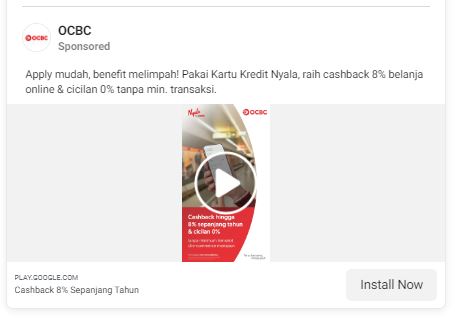 OCBC
OCBC
Sponsored
Apply mudah, benefit melimpah! Pakai Kartu Kredit Nyala, raih cashback 8% belanja
online & cicilan 0% tanpa min. transaksi.
Nyala
OCBC
Cashback hingga
8% sepanjang tahun
& cicilan 0%
PLAY.GOOGLE.COM
Cashback 8% Sepanjang Tahun
Install Now